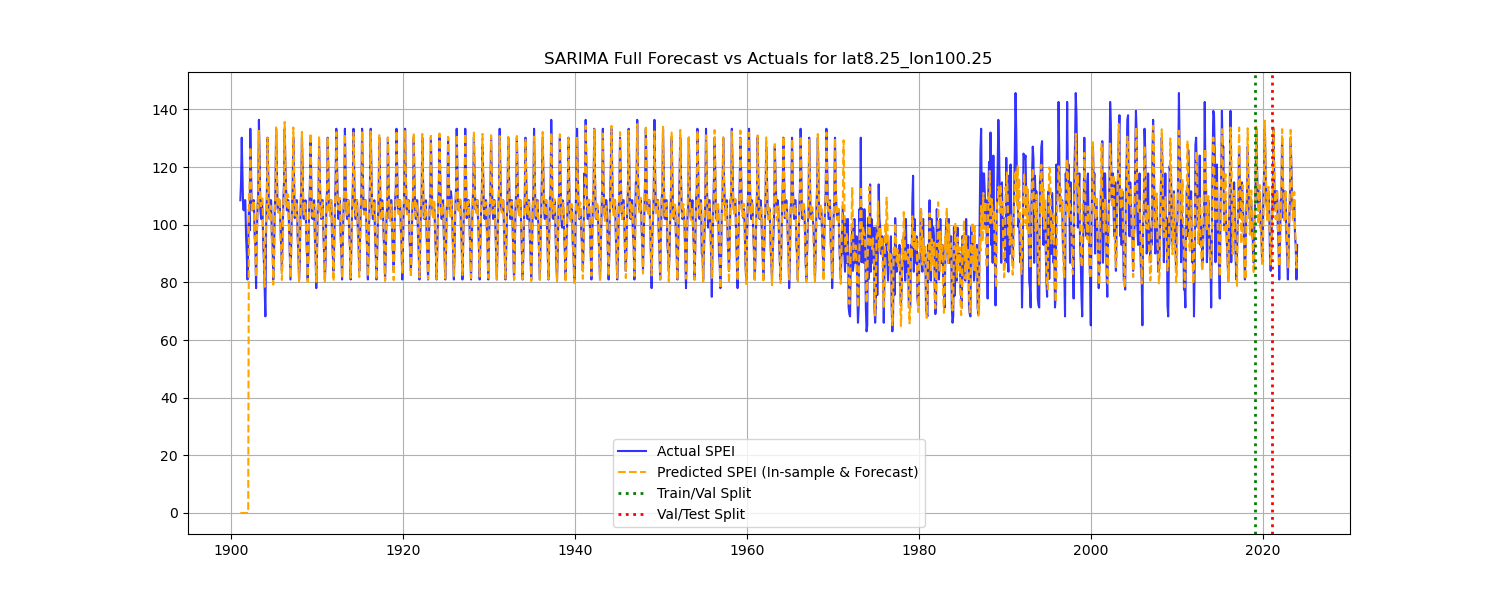 SARIMA Full Forecast vs Actuals for lat8.25_lon100.25
140
120
100
80
60
40
20
0
Actual SPEI
Predicted SPEI (In-sample & Forecast)
Train/Val Split
Val/Test Split
1900 1920 1940 1960 1980 2000 2020